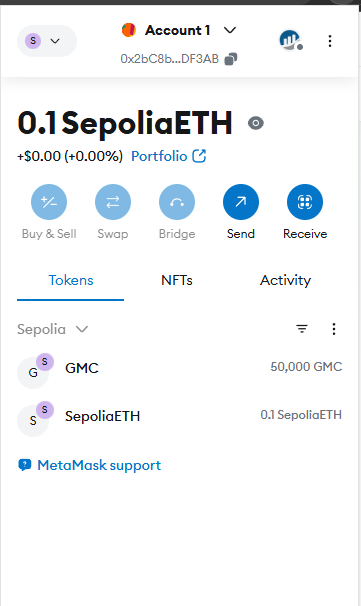 S
Account 1
0x2bC8b...DF3AB
0.1 SepoliaETH
+$0.00 (+0.00%) Portfolio
Buy & Sell Swap Bridge Send Receive
Tokens NFTs Activity
Sepolia
G S GMC 50,000 GMC
S S SepoliaETH 0.1 SepoliaETH
MetaMask support